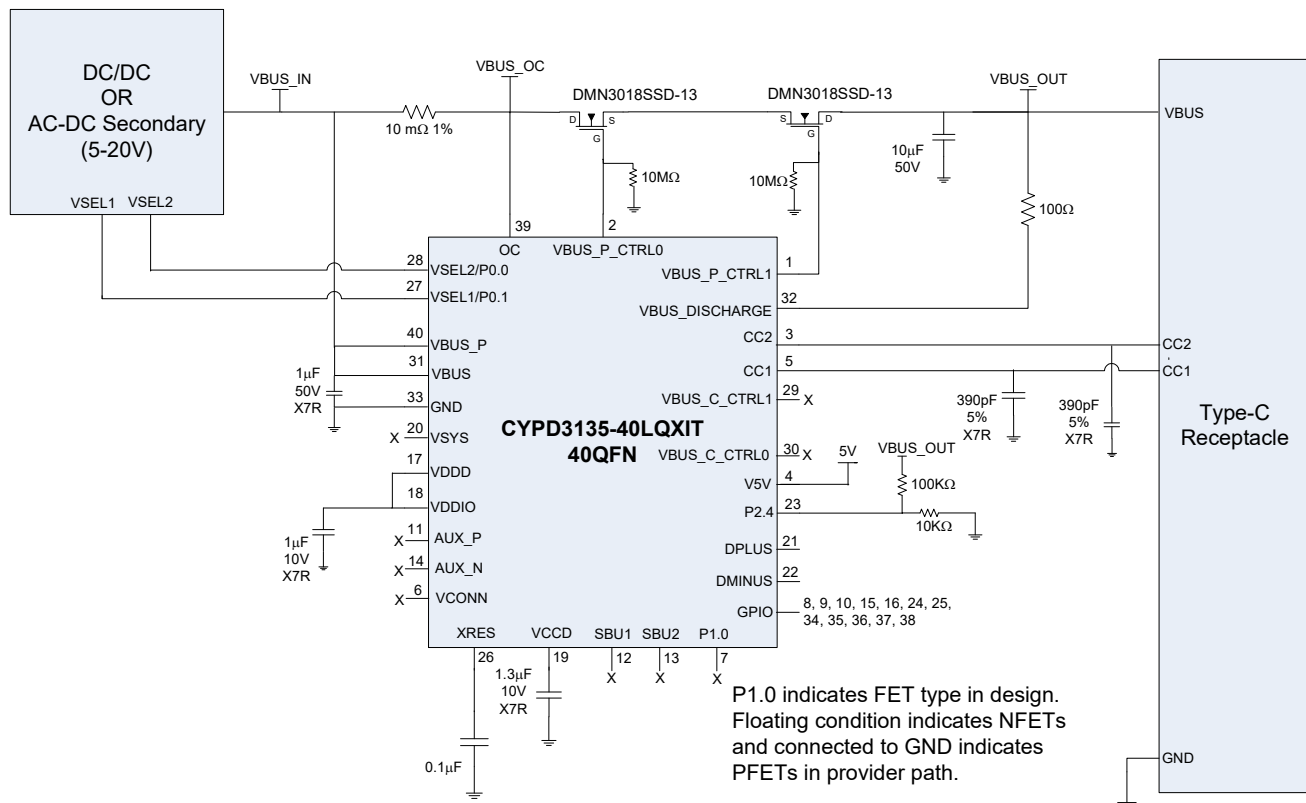 DC/DC
OR
AC-DC Secondary
(5-20V)
VSEL1
VSEL2
VBUS_IN
10 mΩ 1%
VBUS_OC
DMN3018SSD-13
D
S
G
10MΩ
DMN3018SSD-13
S
D
G
10MΩ
VBUS_OUT
10µF
50V
100Ω
39
OC
2
VBUS_P_CTRL0
28
VSEL2/P0.0
27
VSEL1/P0.1
40
VBUS_P
31
VBUS
33
GND
1µF
50V
X7R
X
20
VSYS
17
VDDD
18
VDDIO
1µF
10V
X7R
X
11
AUX_P
X
14
AUX_N
X
6
VCONN
CYPD3135-40LQXIT
40QFN
1
VBUS_P_CTRL1
32
VBUS_DISCHARGE
CC2
3
CC1
5
VBUS_C_CTRL1
29
X
VBUS_C_CTRL0
30
X
V5V
4
5V
P2.4
23
VBUS_OUT
100KΩ
10KΩ
DPLUS
21
DMINUS
22
GPIO
8, 9, 10, 15, 16, 24, 25,
34, 35, 36, 37, 38
390pF
5%
X7R
390pF
5%
X7R
XRES
26
0.1µF
VCCD
19
1.3µF
10V
X7R
SBU1
12
X
SBU2
13
X
P1.0
7
X
P1.0 indicates FET type in design.
Floating condition indicates NFETs
and connected to GND indicates
PFETs in provider path.
VBUS
CC2
CC1
Type-C
Receptacle
GND